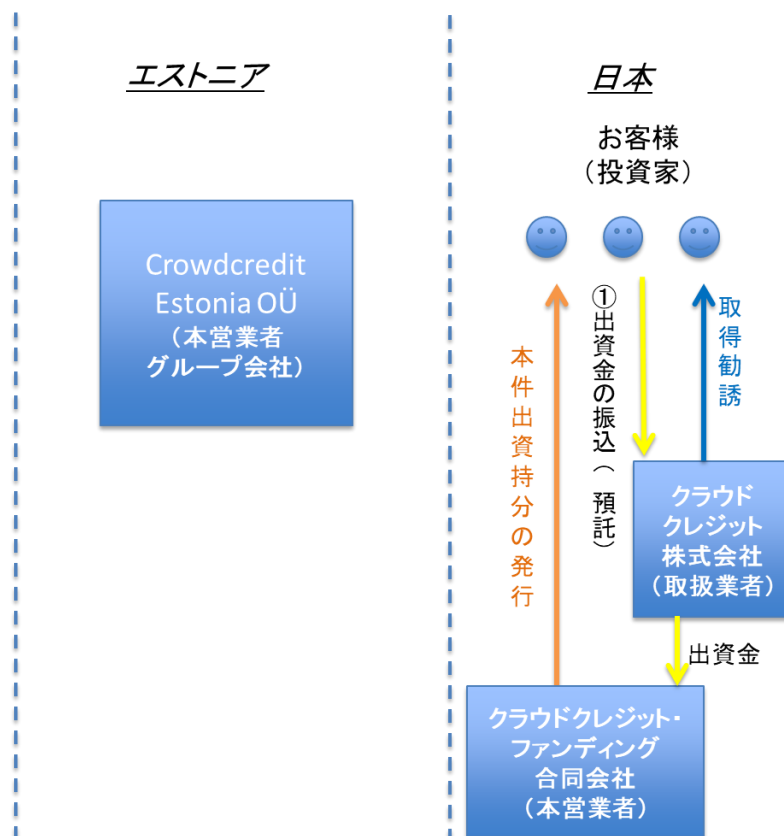 エストニア
Crowdcredit
Estonia OÜ
（本営業者
グループ会社）
日本
お客様
（投資家）
本件出資持分の発行
①出資金の振込（預託）
取得勧誘
クラウド
クレジット
株式会社
（取扱業者）
出資金
クラウドクレジット・
ファンディング
合同会社
（本営業者）